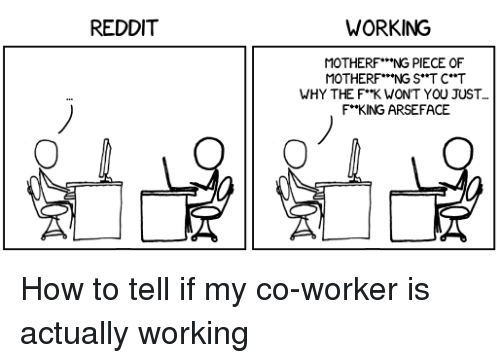 REDDIT
WORKING
...
MOTHERF***NG PIECE OF
MOTHERF***NG S**T C**T
WHY THE F**K WON'T YOU JUST...
F**KING ARSEFACE
How to tell if my co-worker is
actually working